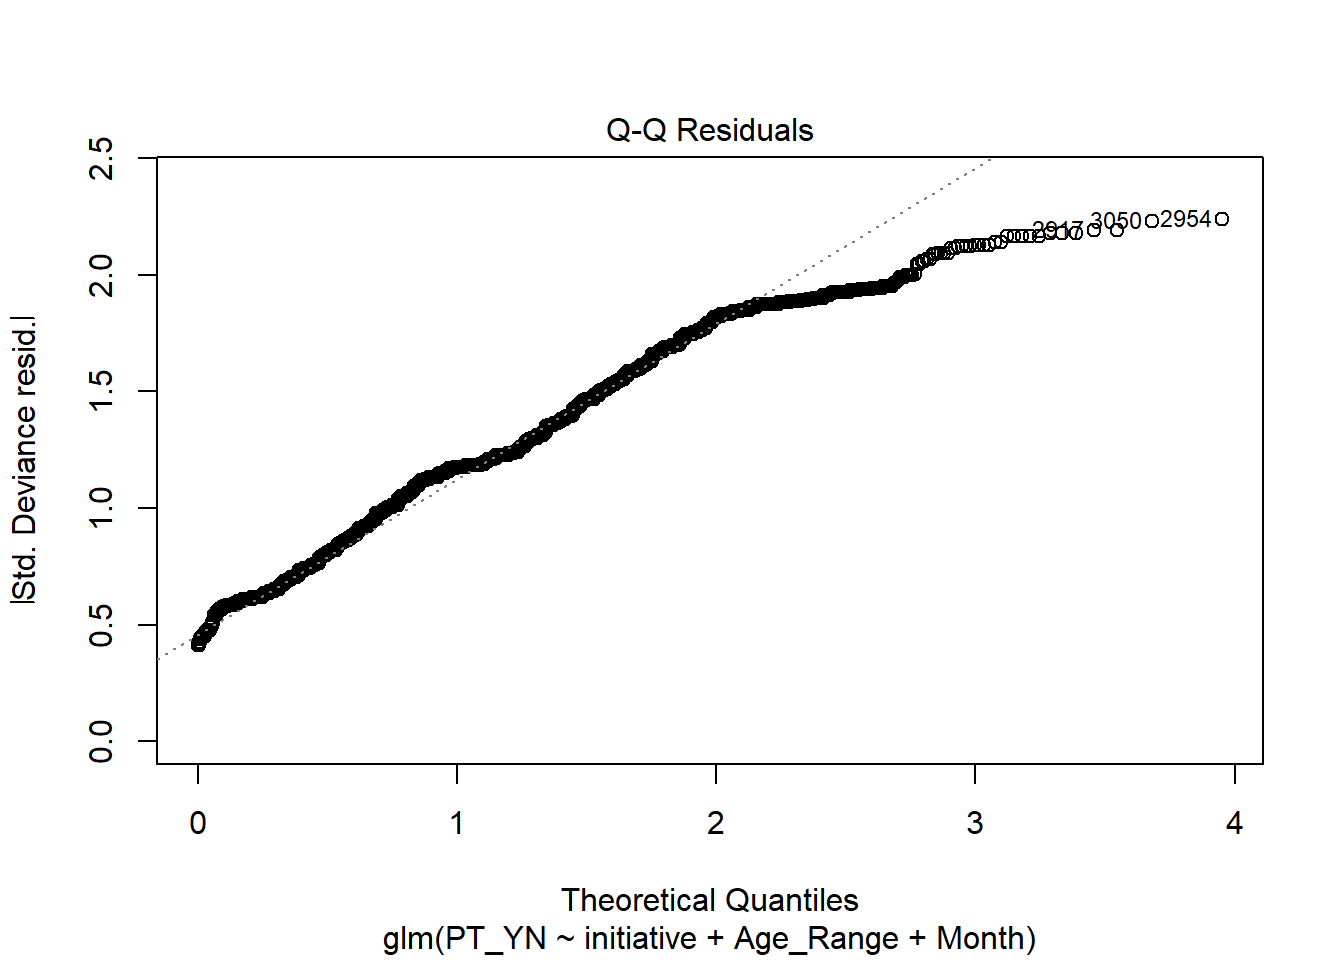 Q-Q Residuals
|Std. Deviance resid.|
2.5
2.0
1.5
1.0
0.5
0.0
2917 3050 2954
0 1 2 3 4
Theoretical Quantiles
glm(PT_YN ~ initiative + Age_Range + Month)